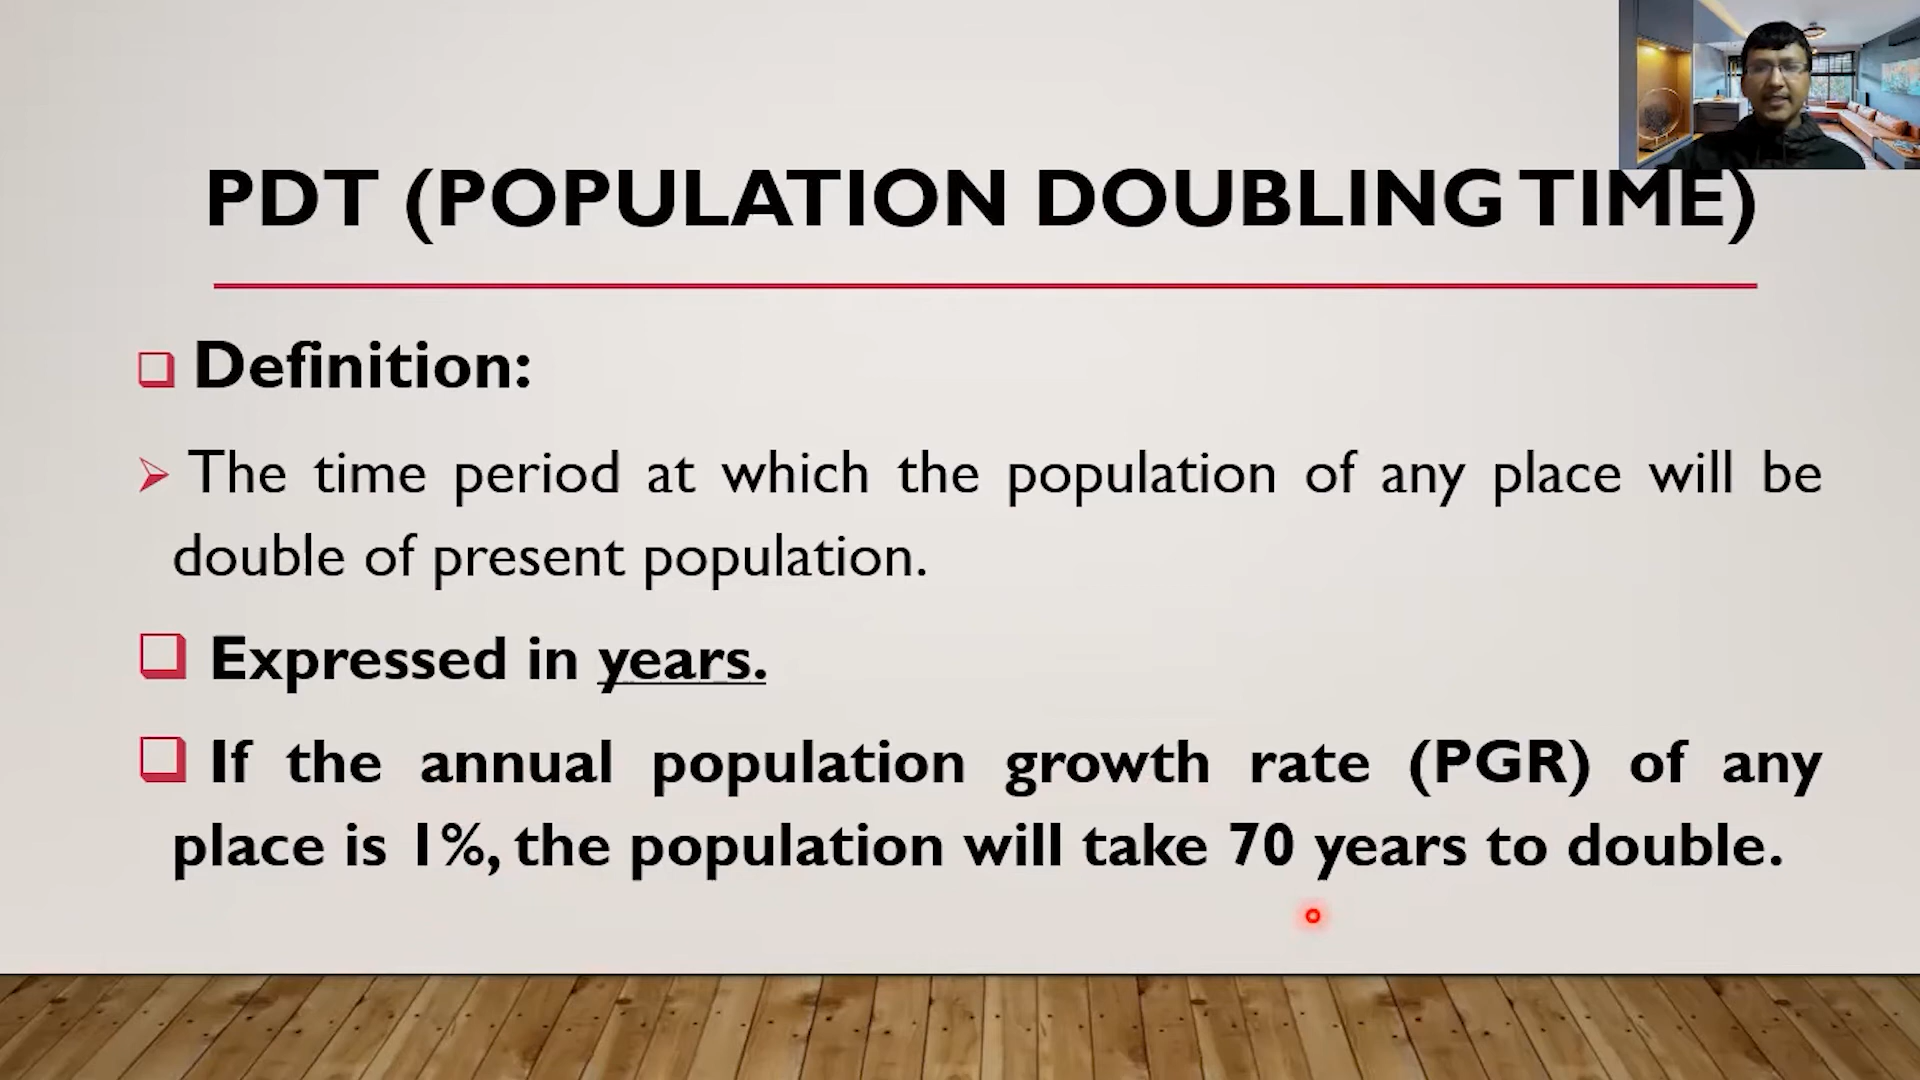 PDT (POPULATION DOUBLING TIME)
Definition:
The time period at which the population of any place will be
double of present population.
Expressed in years.
If the annual population growth rate (PGR) of any
place is 1%, the population will take 70 years to double.